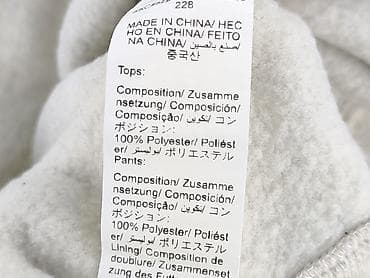 228
MADE IN CHINA/ HEC
HO EN CHINA/ FEITO
NA CHINA/ صنع بالصين/
중국산
Tops:
Composition/ Zusamme
nsetzung/ Composición/
Composição/ تكوين/ コン
ポジション:
100% Polyester/ Poliést
er/ بوليستر/ ポリエステル
Pants:
Composition/ Zusamme
nsetzung/ Composición/
Composição/ تكوين/ コン
ポジション:
100% Polyester/ Poliést
er/ بوليستر/ ポリエステル
Lining/ Composition de
doublure/ Zusammenset
zung des Futt